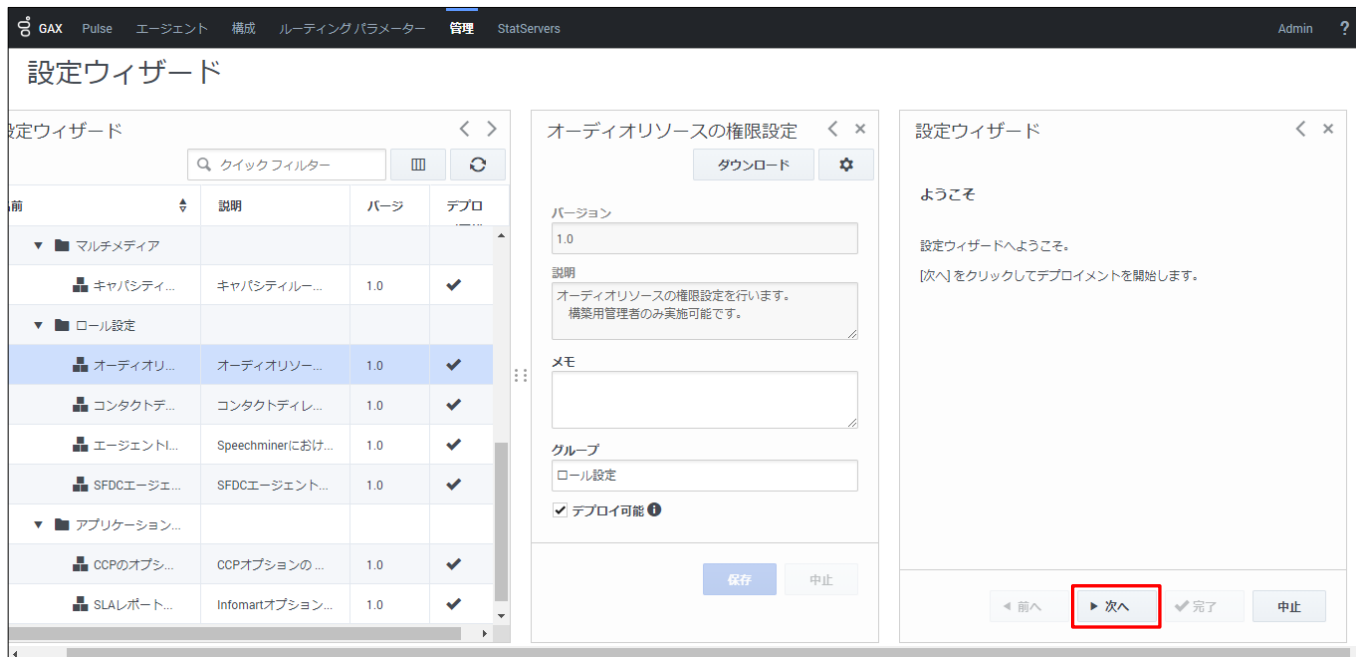 GAX Pulse エージェント 構成 ルーティング パラメーター 管理 StatServers Admin ?
設定ウィザード
設定ウィザード
クイック フィルター
名前 説明 バージ デプロ
マルチメディア
キャパシティ... キャパシティルー... 1.0
ロール設定
オーディオリ... オーディオリソー... 1.0
コンタクトデ... コンタクトディレ... 1.0
エージェントI... Speechminerにおけ... 1.0
SFDCエージェ... SFDCエージェント... 1.0
アプリケーション...
CCPのオプシ... CCPオプションの ... 1.0
SLAレポート... Infomartオプション... 1.0
オーディオリソースの権限設定
ダウンロード
バージョン
1.0
説明
オーディオリソースの権限設定を行います。
構築用管理者のみ実施可能です。
メモ
グループ
ロール設定
デプロイ可能
保存 中止
設定ウィザード
ようこそ
設定ウィザードへようこそ。
[次へ] をクリックしてデプロイメントを開始します。
前へ 次へ 完了 中止